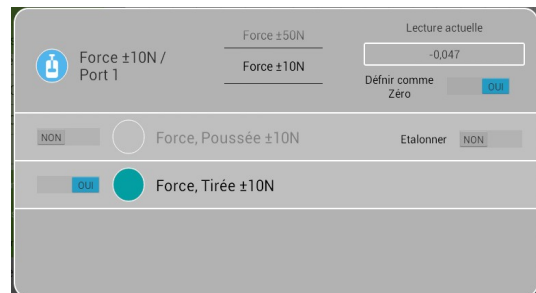 Force ±10N /
Port 1
Force ±50N
Force ±10N
Lecture actuelle
-0,047
Défnir comme
Zéro
OUI
NON
Force, Poussée ±10N
Etalonner
NON
OUI
Force, Tirée ±10N